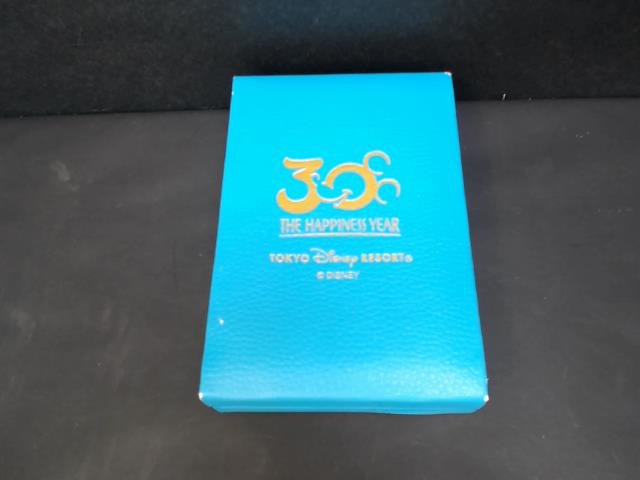 30
THE HAPPINESS YEAR
TOKYO Disney RESORT®
© DISNEY